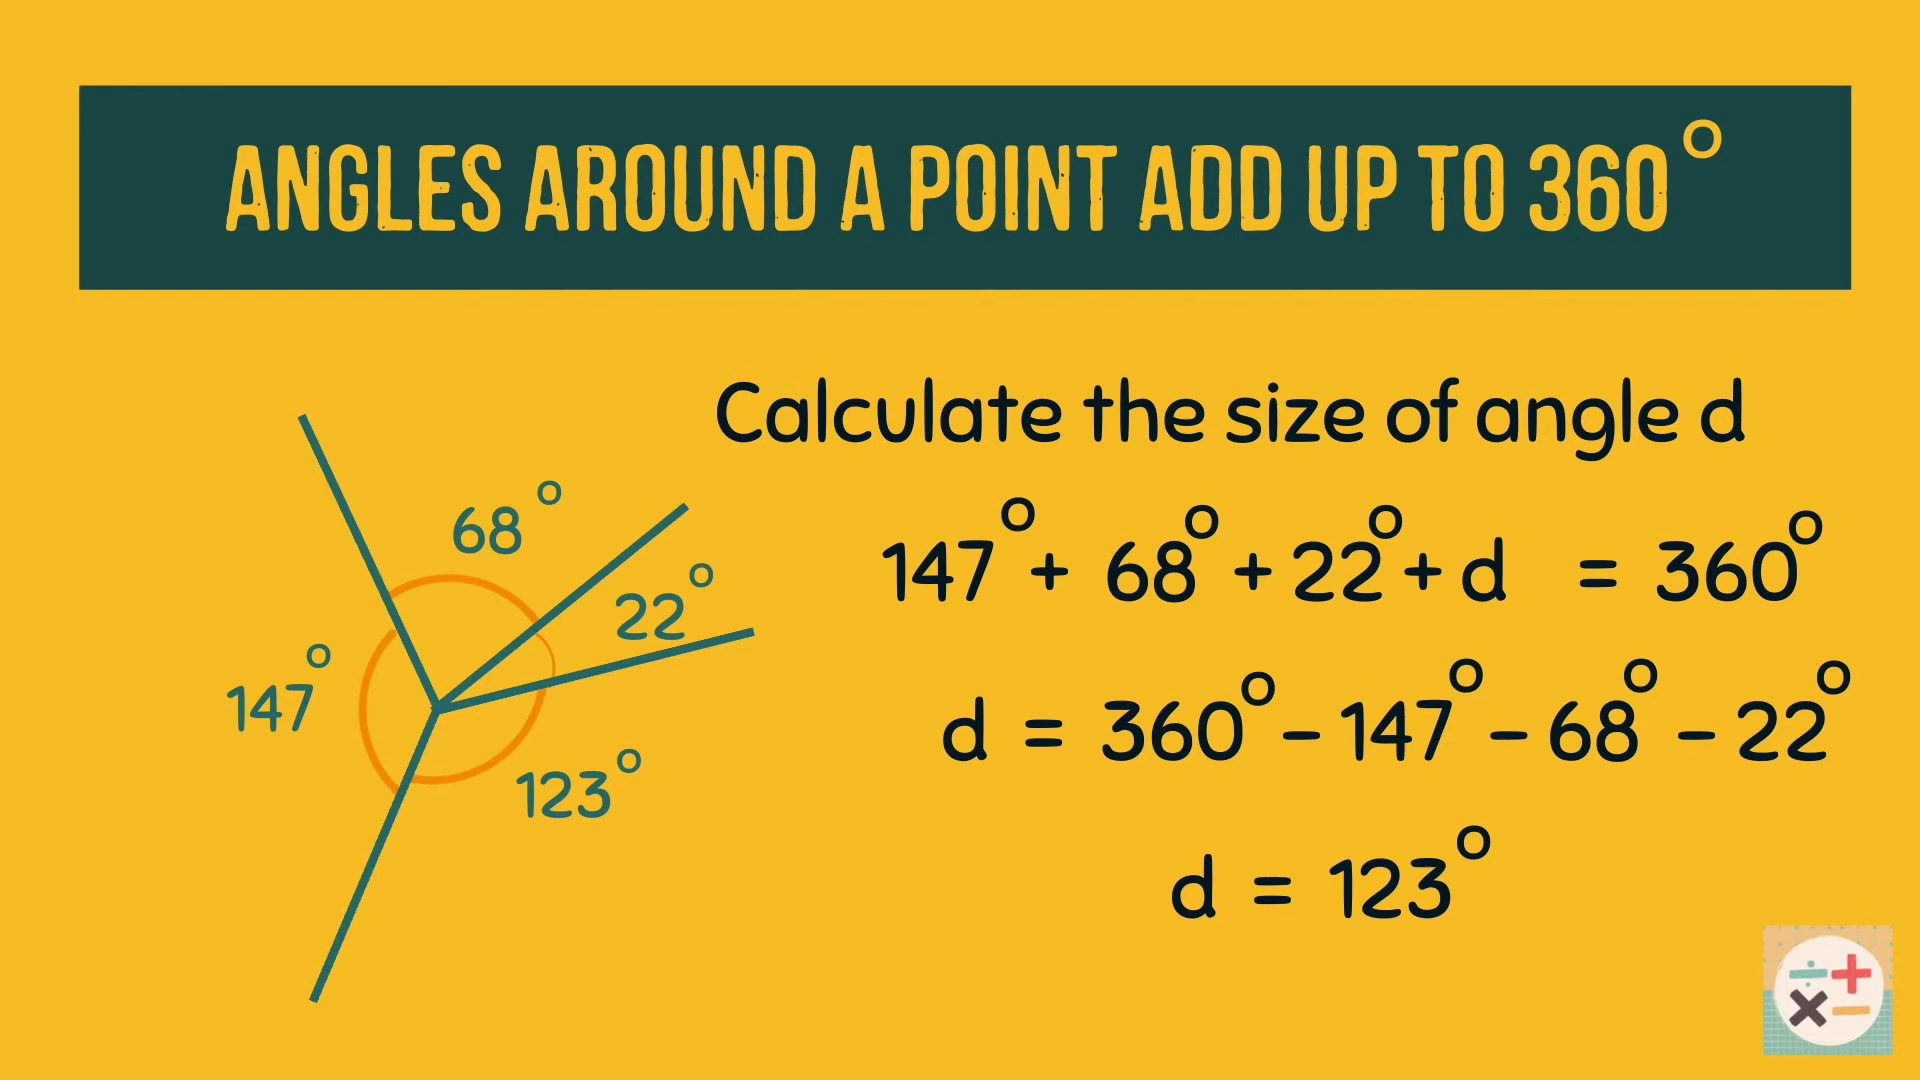 ANGLES AROUND A POINT ADD UP TO 360°
Calculate the size of angle d
68°
22°
147°
123°
147° + 68° + 22° + d = 360°
d = 360° - 147° - 68° - 22°
d = 123°